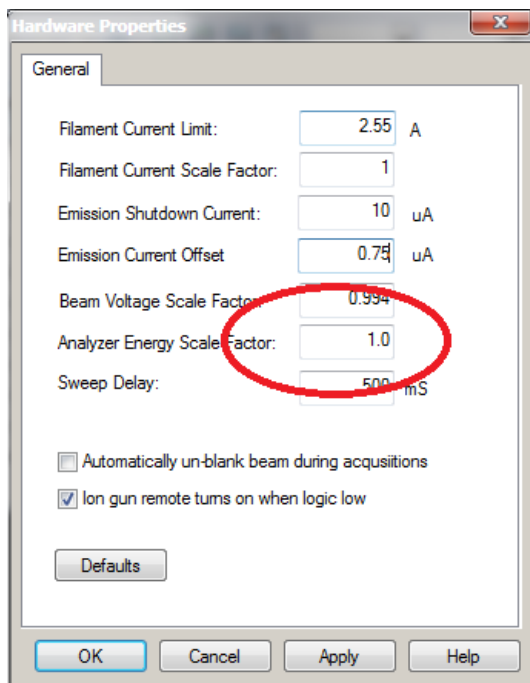 Hardware Properties
General
Filament Current Limit: 2.55 A
Filament Current Scale Factor: 1
Emission Shutdown Current: 10 uA
Emission Current Offset 0.75 uA
Beam Voltage Scale Factor: 0.994
Analyzer Energy Scale Factor: 1.0
Sweep Delay: 500 mS
Automatically un-blank beam during acqusiitions
Ion gun remote turns on when logic low
Defaults
OK Cancel Apply Help